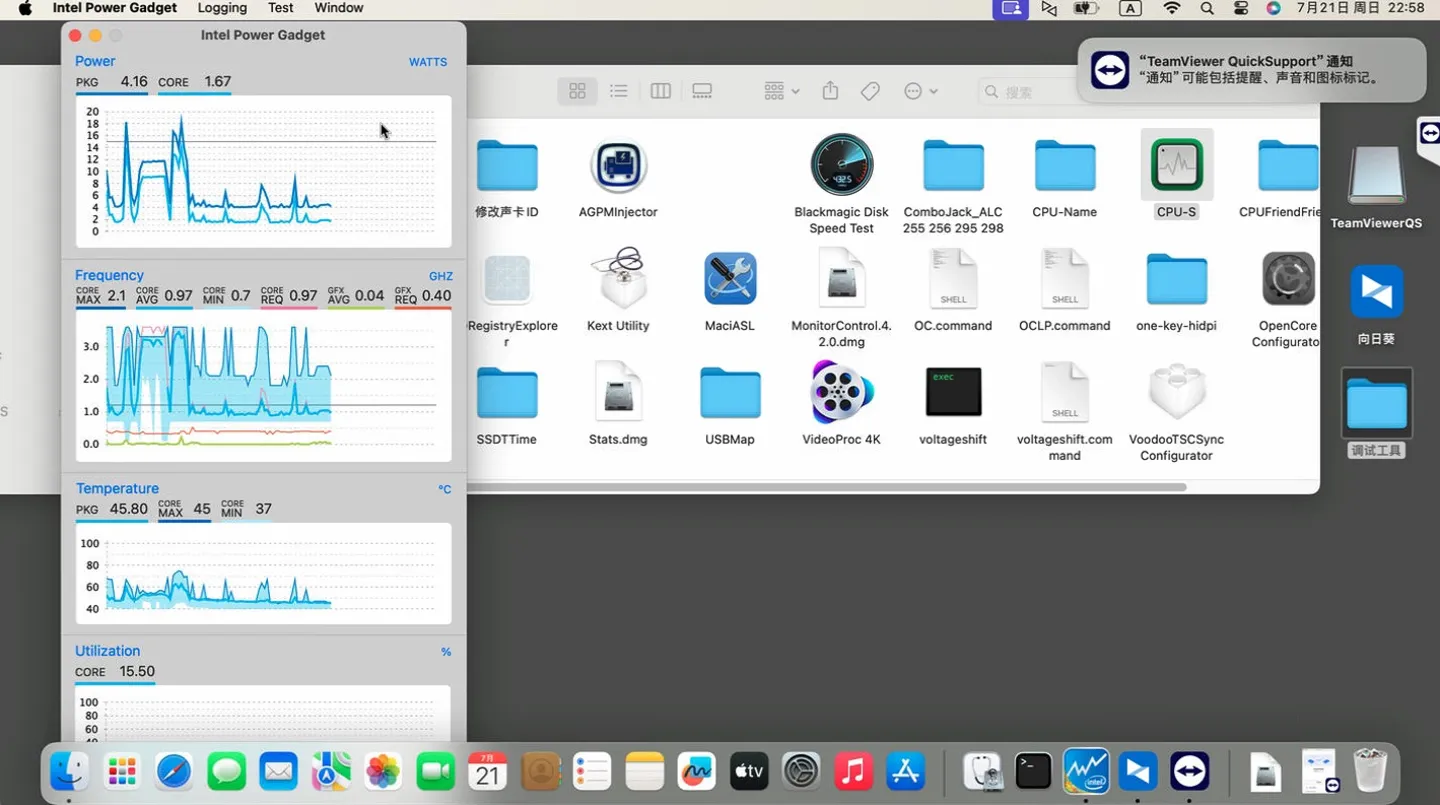 Intel Power Gadget Logging Test Window
A 7月21日 周日 22:58
Intel Power Gadget
Power WATTS
PKG 4.16 CORE 1.67
20
18
16
14
12
10
8
6
4
2
0
Frequency GHZ
CORE MAX 2.1 CORE AVG 0.97 CORE MIN 0.7 CORE REQ 0.97 GFX AVG 0.04 GFX REQ 0.40
3.0
2.0
1.0
0.0
Temperature °C
PKG 45.80 CORE MAX 45 CORE MIN 37
100
80
60
40
Utilization %
CORE 15.50
100
80
60
40
搜索
“TeamViewer QuickSupport”通知
“通知”可能包括提醒、声音和图标标记。
修改声卡ID
AGPMInjector
432.5
Blackmagic Disk
Speed Test
ComboJack_ALC
255 256 295 298
CPU-Name
CPU-S
CPUFriendFrie
RegistryExplore
r
Kext Utility
MaciASL
MonitorControl.4.
2.0.dmg
SHELL
OC.command
SHELL
OCLP.command
one-key-hidpi
OpenCore
Configurato
SSDTTime
Stats.dmg
USBMap
VideoProc 4K
exec
voltageshift
SHELL
voltageshift.com
mand
VoodooTSCSync
Configurator
TeamViewerQS
向日葵
调试工具
S
7月
21
tv
intel